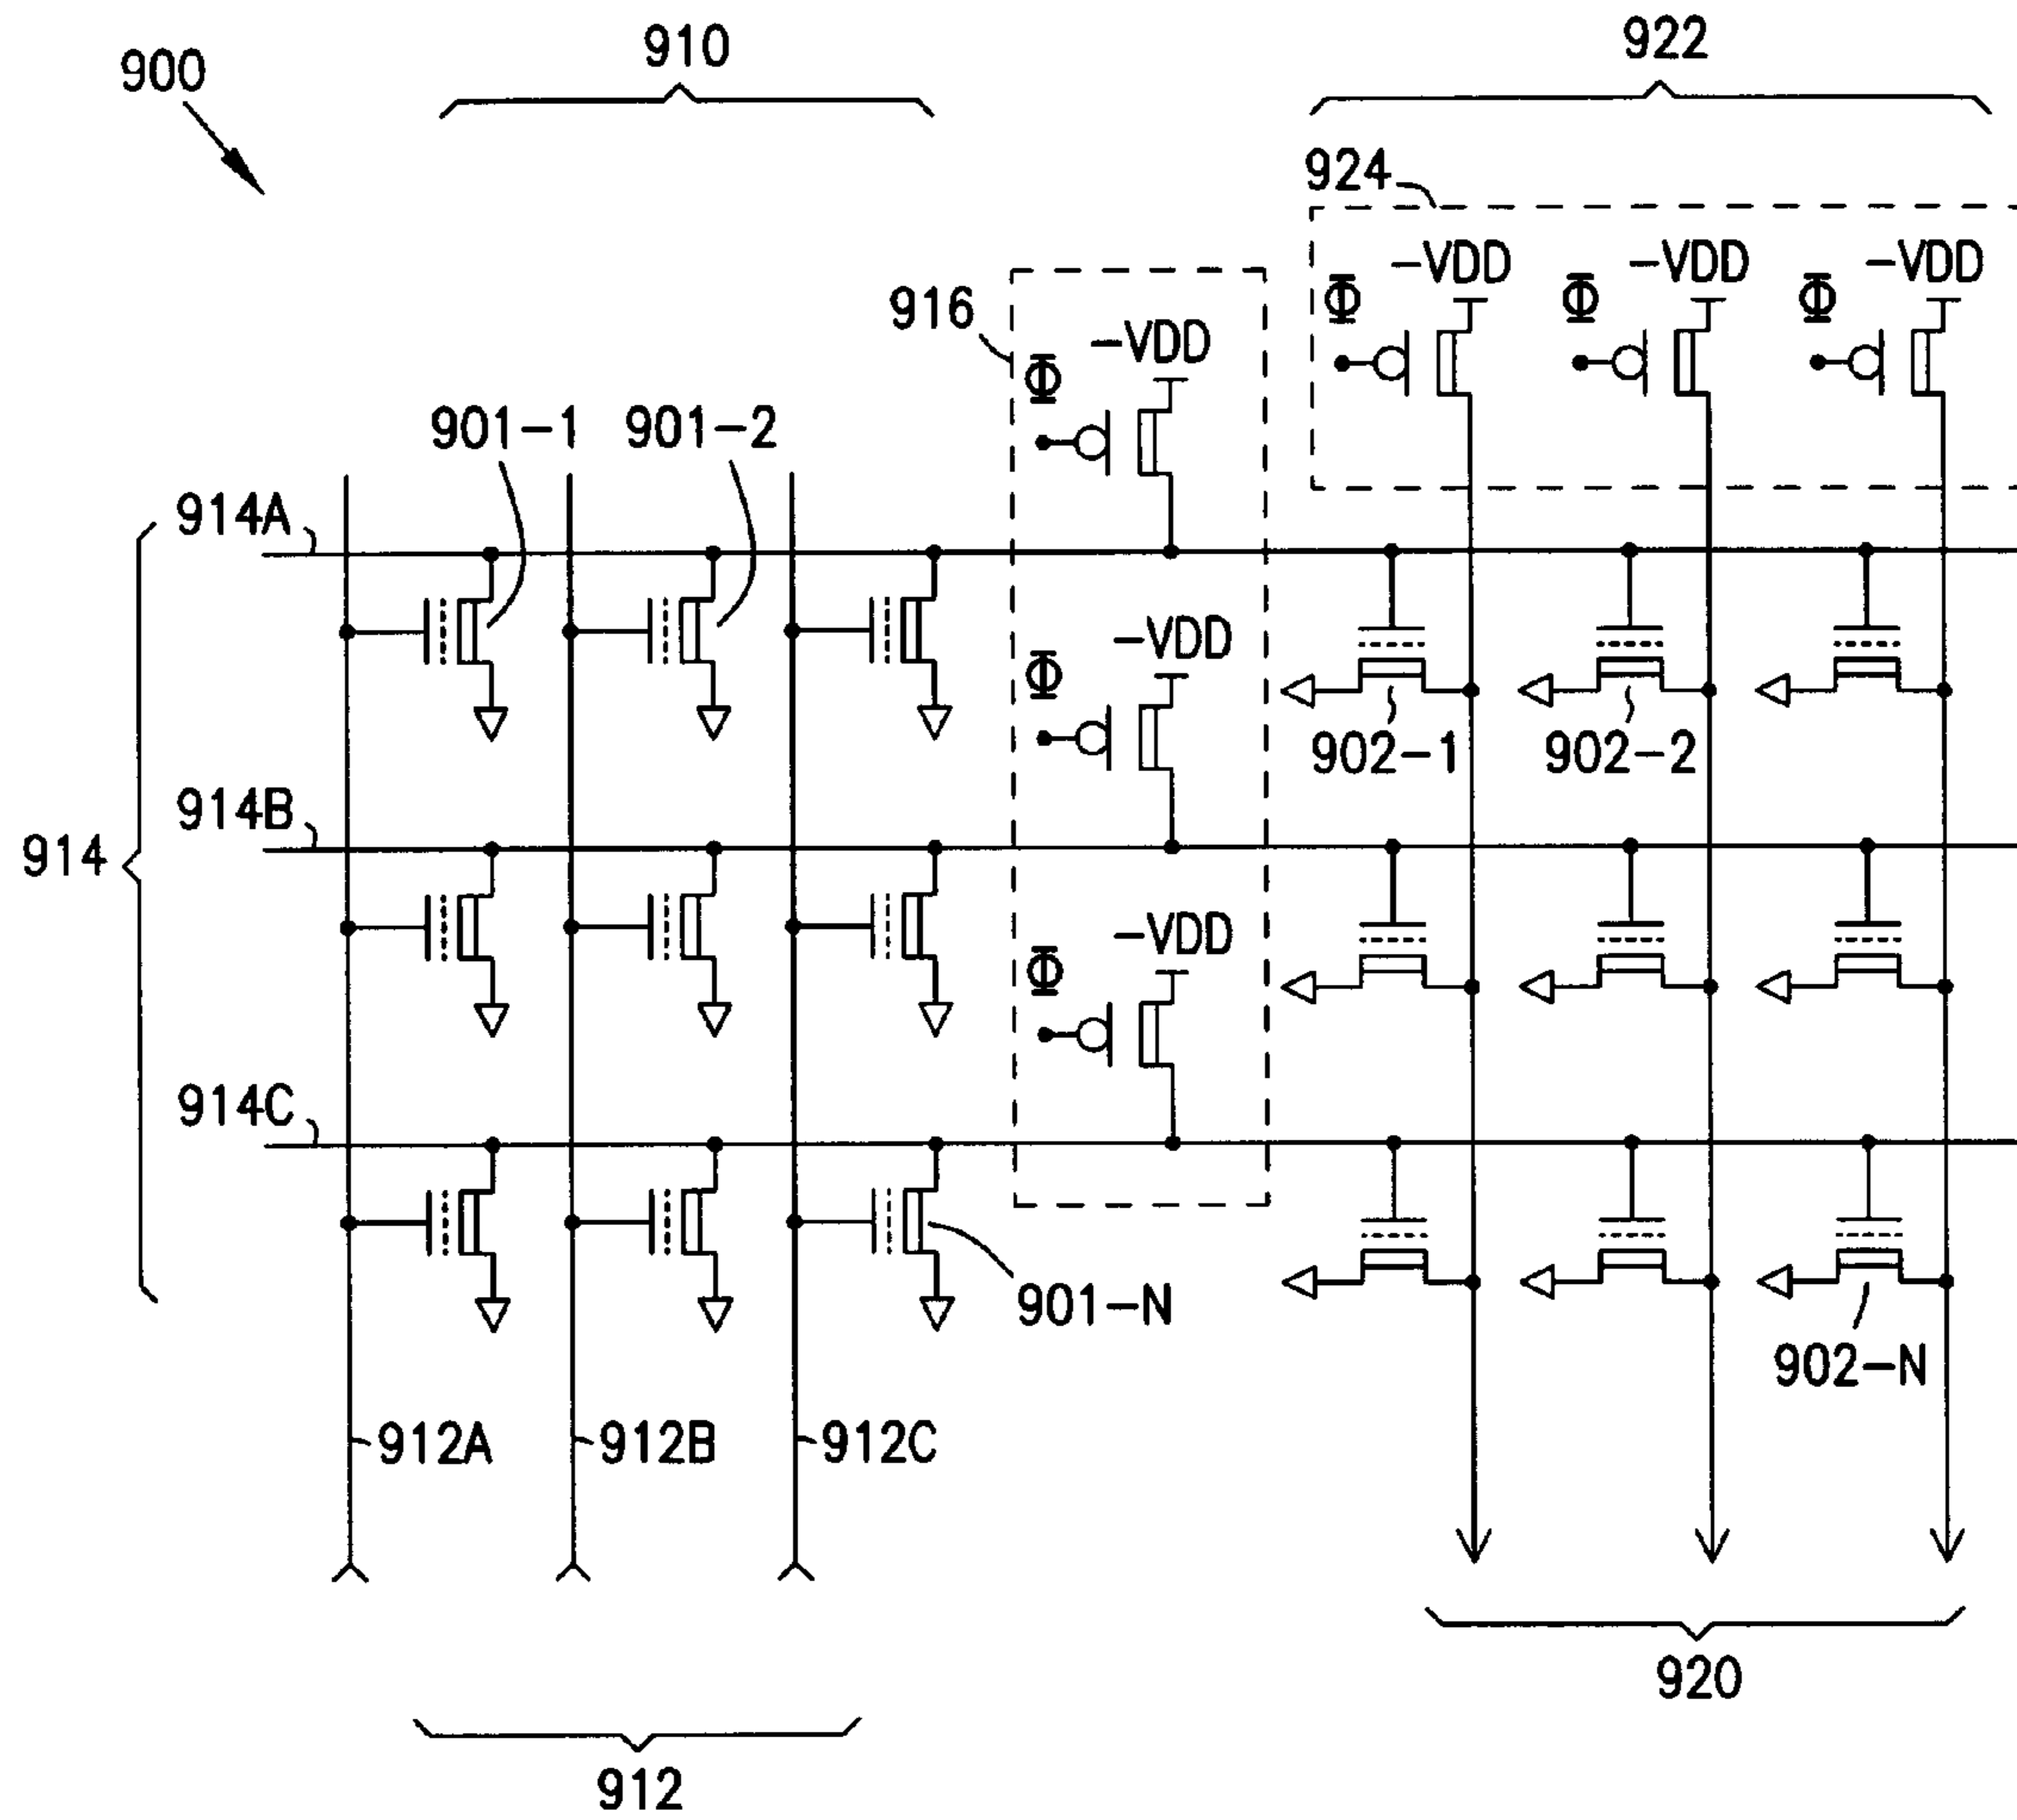 900
910
922
924
916
Φ -VDD
Φ -VDD
Φ -VDD
Φ -VDD
901-1
901-2
914A
Φ -VDD
902-1
902-2
914B
914
Φ -VDD
914C
901-N
902-N
912A
912B
912C
920
912